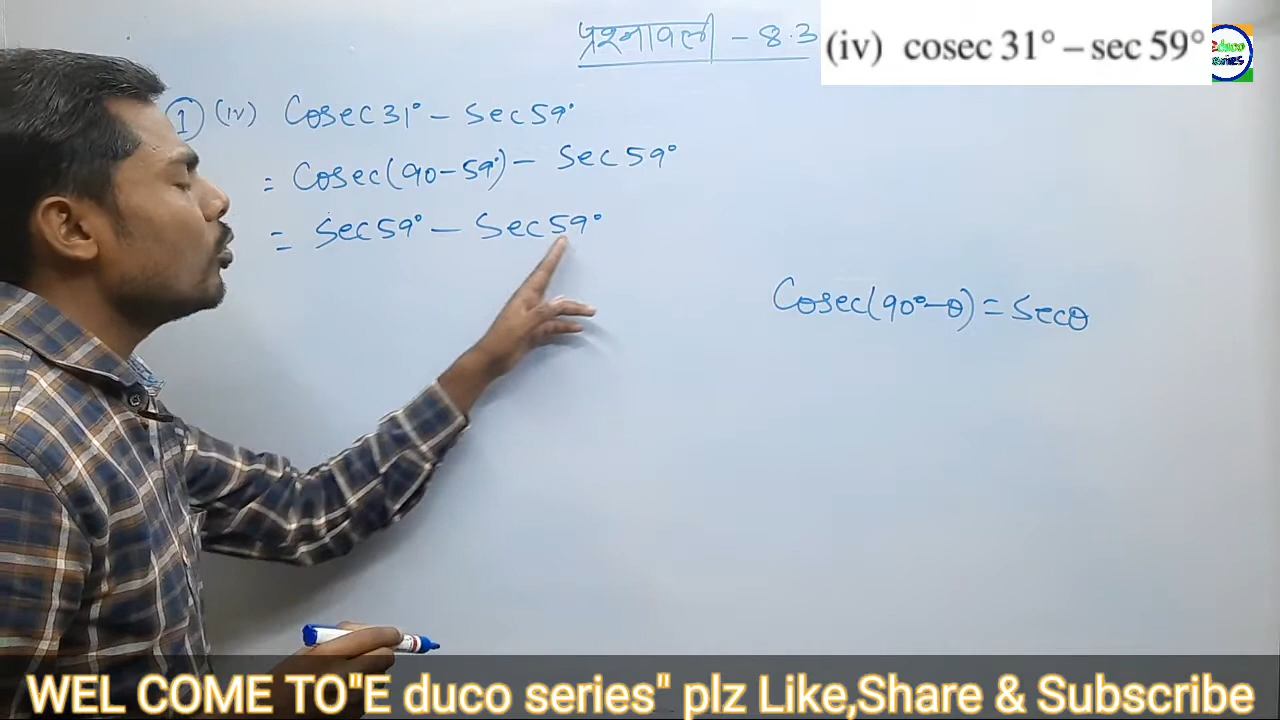 प्रश्नावली - 8.3
(iv) cosec 31° – sec 59°
① (iv) Cosec 31° - Sec 59°
= Cosec(90-59°) - Sec 59°
= Sec 59° - Sec 59°
Cosec(90°-θ) = Secθ
WEL COME TO"E duco series" plz Like,Share & Subscribe